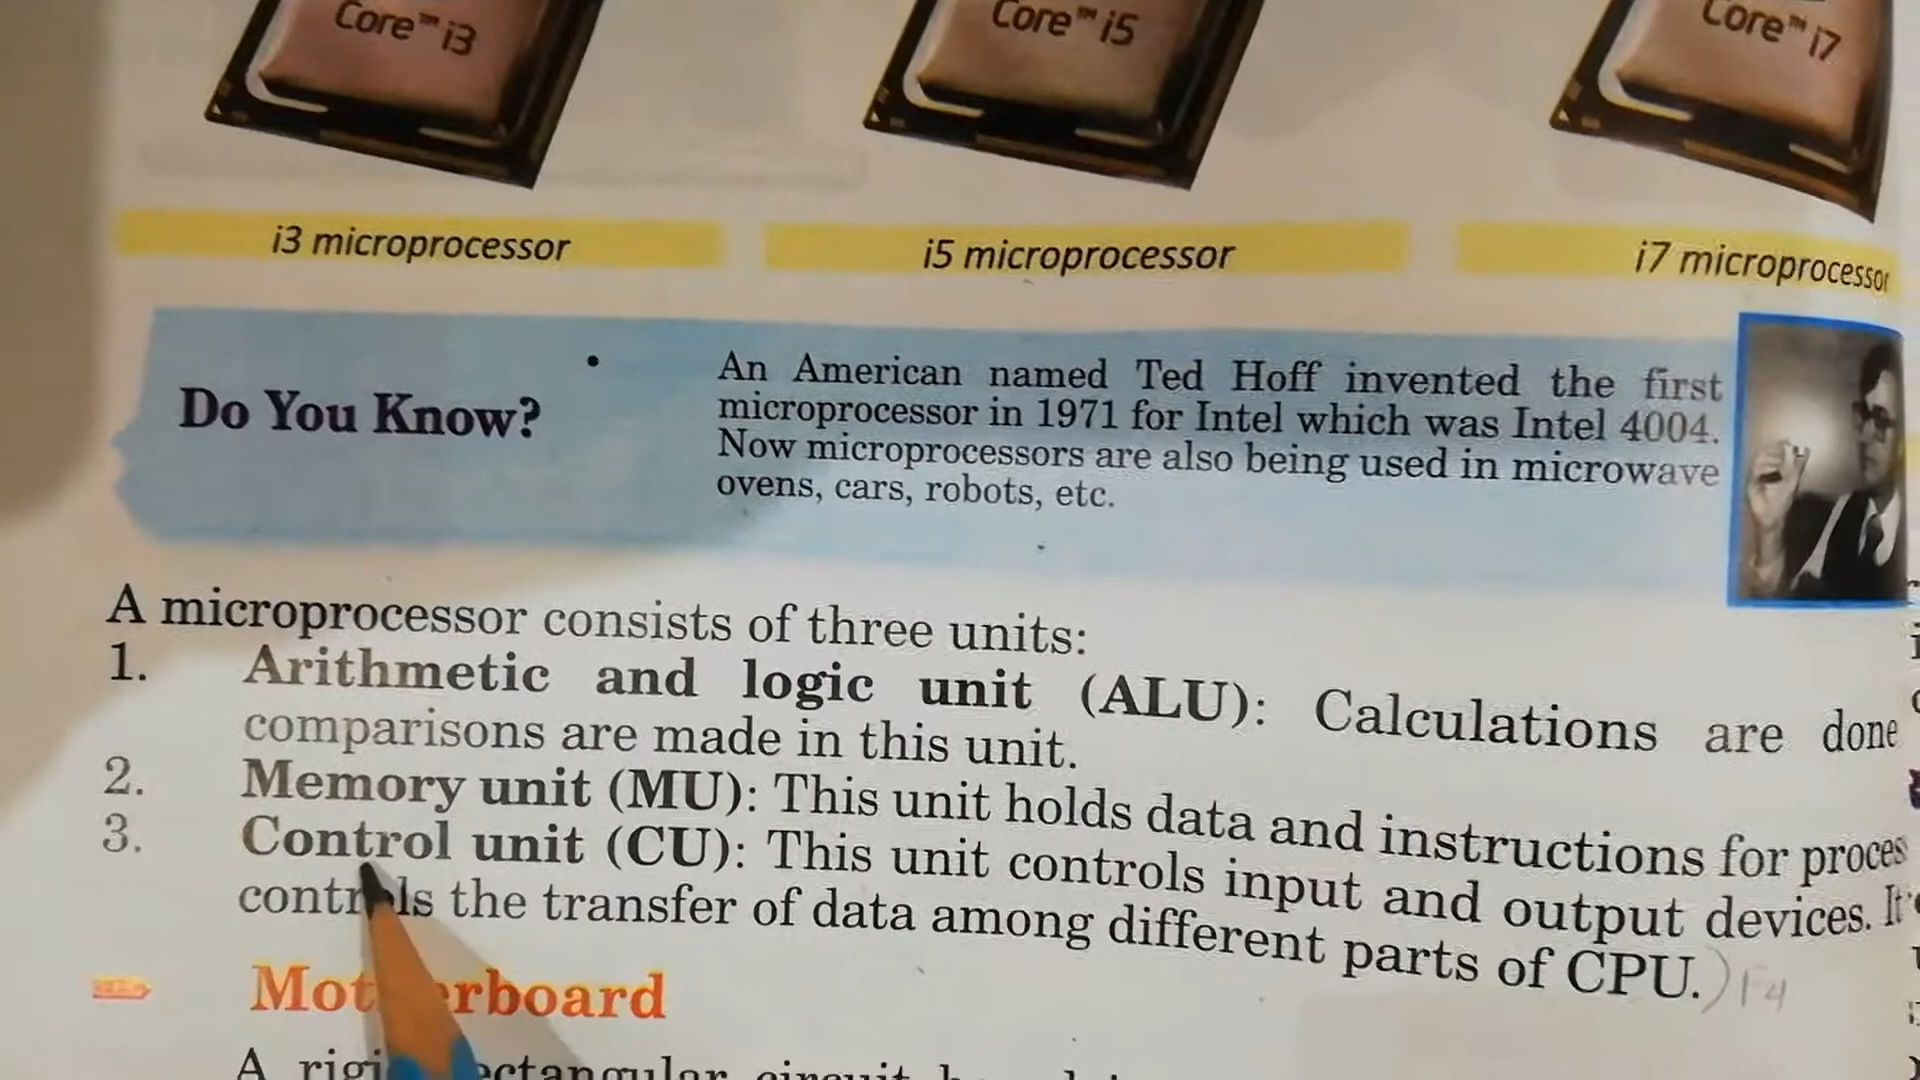 Core™ i3
Core™ i5
Core™ i7
i3 microprocessor
i5 microprocessor
i7 microprocessor
Do You Know?
• An American named Ted Hoff invented the first
microprocessor in 1971 for Intel which was Intel 4004.
Now microprocessors are also being used in microwave
ovens, cars, robots, etc.
A microprocessor consists of three units:
1. Arithmetic and logic unit (ALU): Calculations are done
comparisons are made in this unit.
2. Memory unit (MU): This unit holds data and instructions for proces
3. Control unit (CU): This unit controls input and output devices. It
controls the transfer of data among different parts of CPU.
Motherboard
A